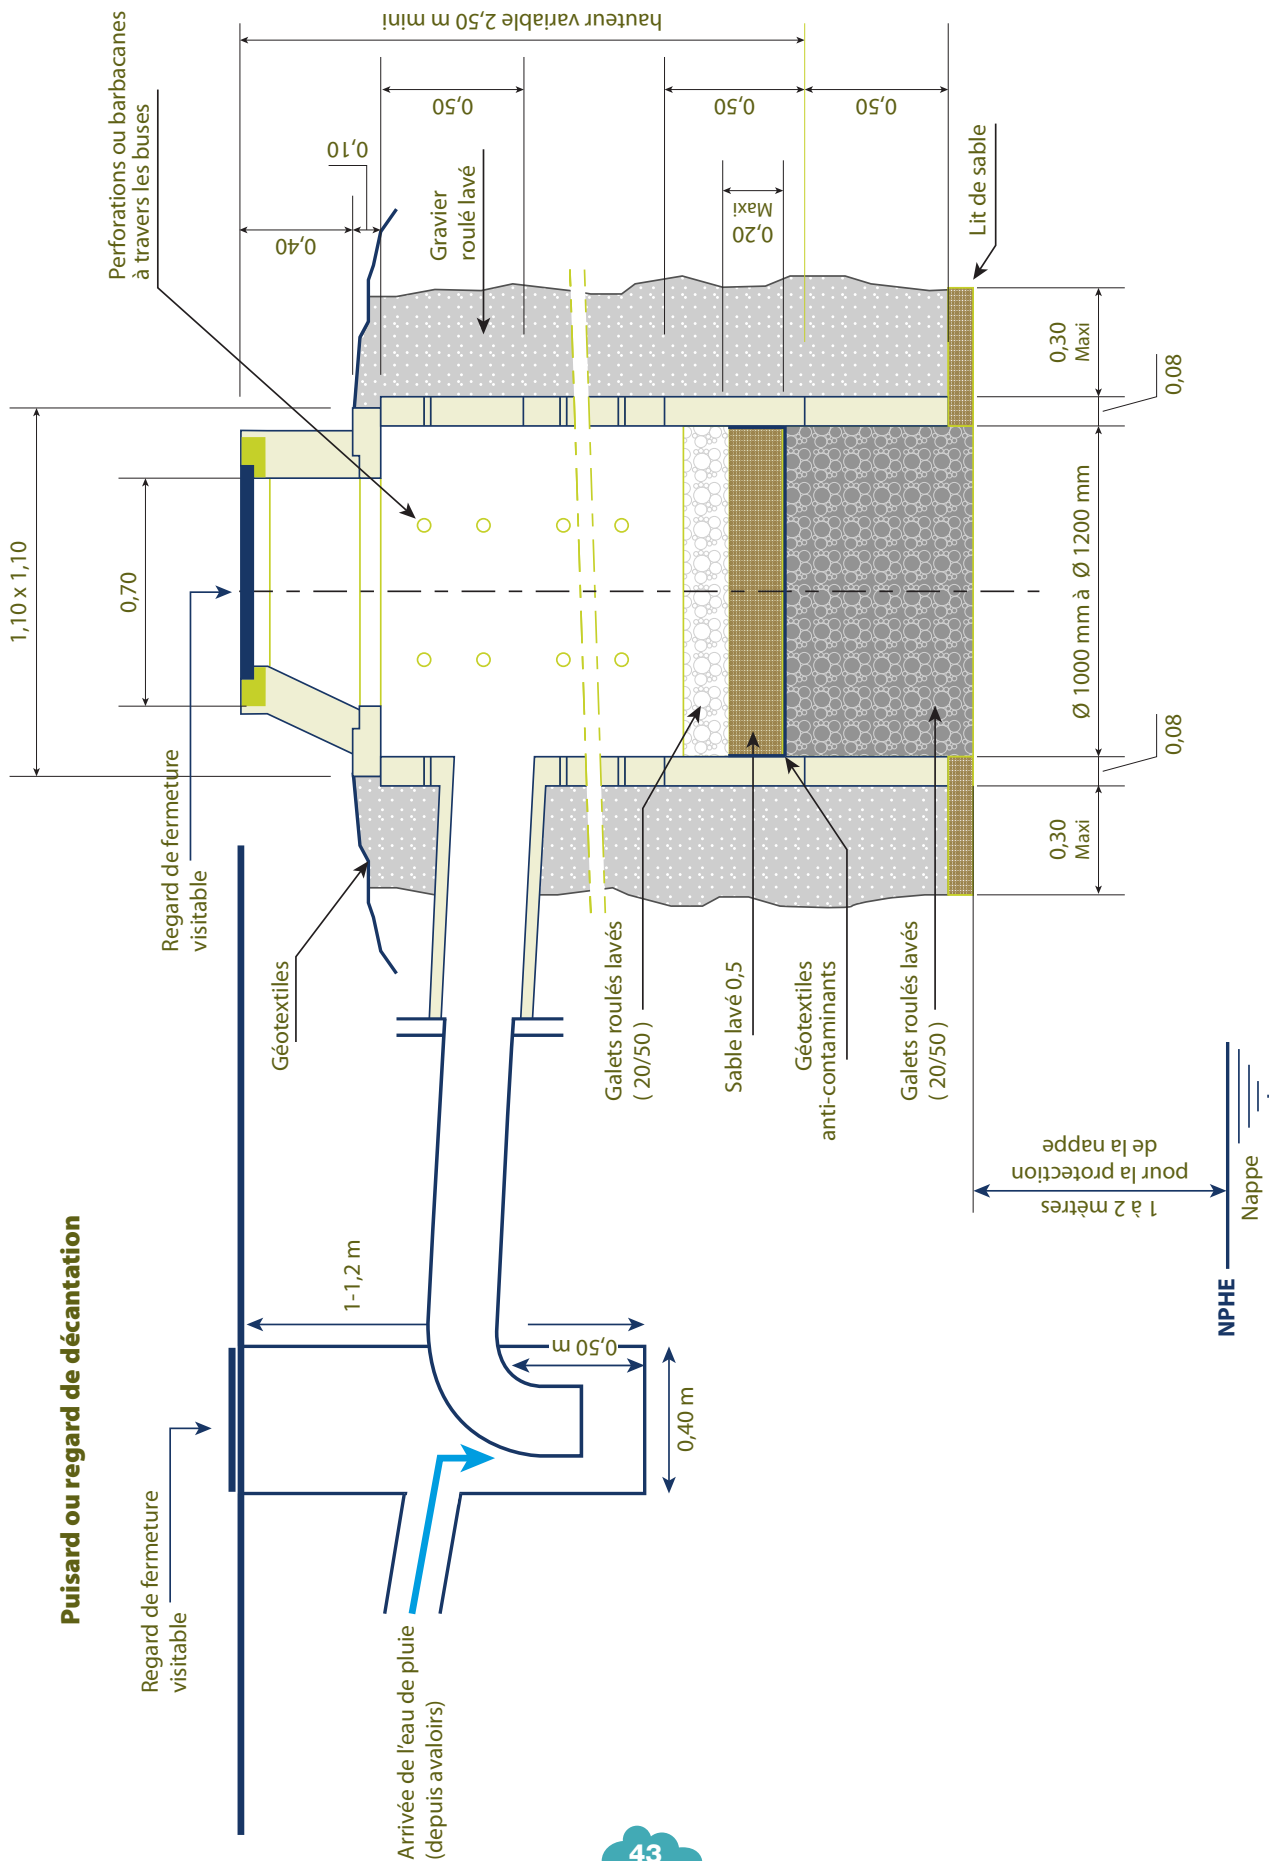 Puisard ou regard de décantation
Regard de fermeture
visitable
Arrivée de l'eau de pluie
(depuis avaloirs)
1-1,2 m
0,50 m
0,40 m
Regard de fermeture
visitable
Géotextiles
1,10 x 1,10
0,70
Perforations ou barbacanes
à travers les buses
0,40
0,10
hauteur variable 2,50 m mini
0,50
0,50
0,50
Gravier
roulé lavé
0,20
Maxi
Lit de sable
Galets roulés lavés
( 20/50 )
Sable lavé 0,5
Géotextiles
anti-contaminants
Galets roulés lavés
( 20/50 )
0,30
Maxi
0,08
Ø 1000 mm à Ø 1200 mm
0,08
0,30
Maxi
1 à 2 mètres
pour la protection
de la nappe
NPHE
Nappe
43